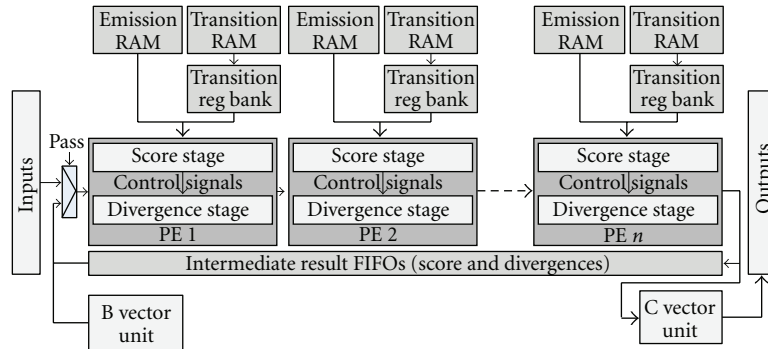 Emission
RAM
Transition
RAM
Emission
RAM
Transition
RAM
Emission
RAM
Transition
RAM
Transition
reg bank
Transition
reg bank
Transition
reg bank
Inputs
Pass
Score stage
Control signals
Divergence stage
PE 1
Score stage
Control signals
Divergence stage
PE 2
Score stage
Control signals
Divergence stage
PE n
Outputs
Intermediate result FIFOs (score and divergences)
B vector
unit
C vector
unit